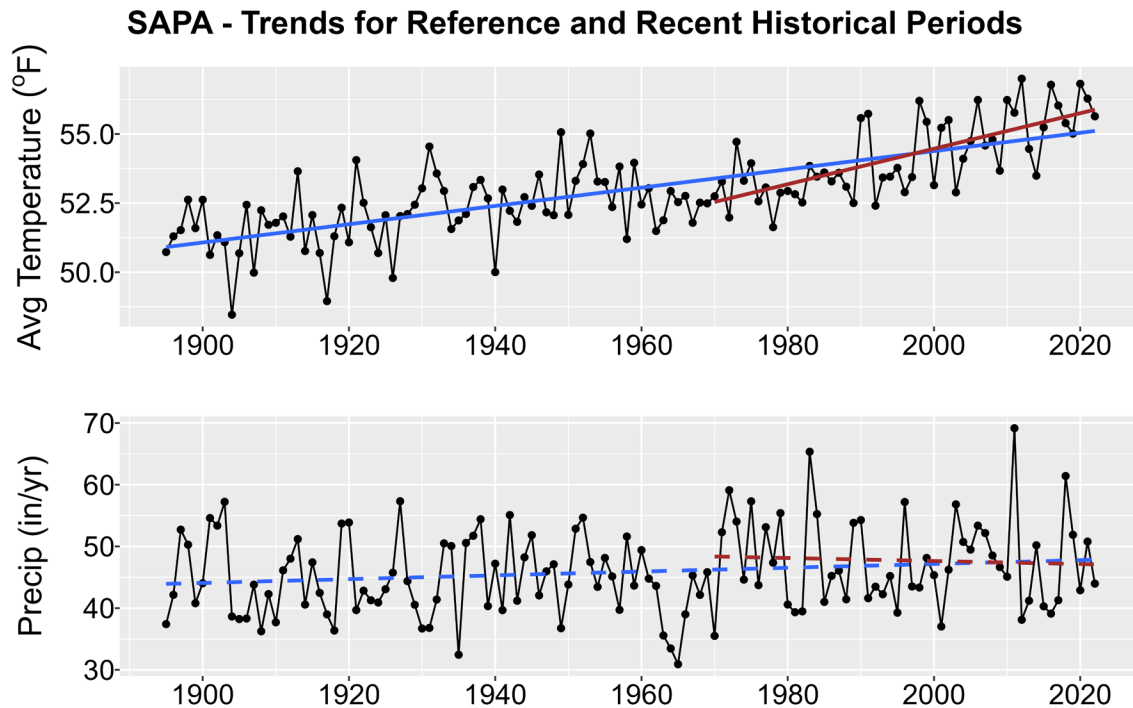 SAPA - Trends for Reference and Recent Historical Periods
Avg Temperature (°F)
55.0
52.5
50.0
1900 1920 1940 1960 1980 2000 2020
Precip (in/yr)
70
60
50
40
30
1900 1920 1940 1960 1980 2000 2020